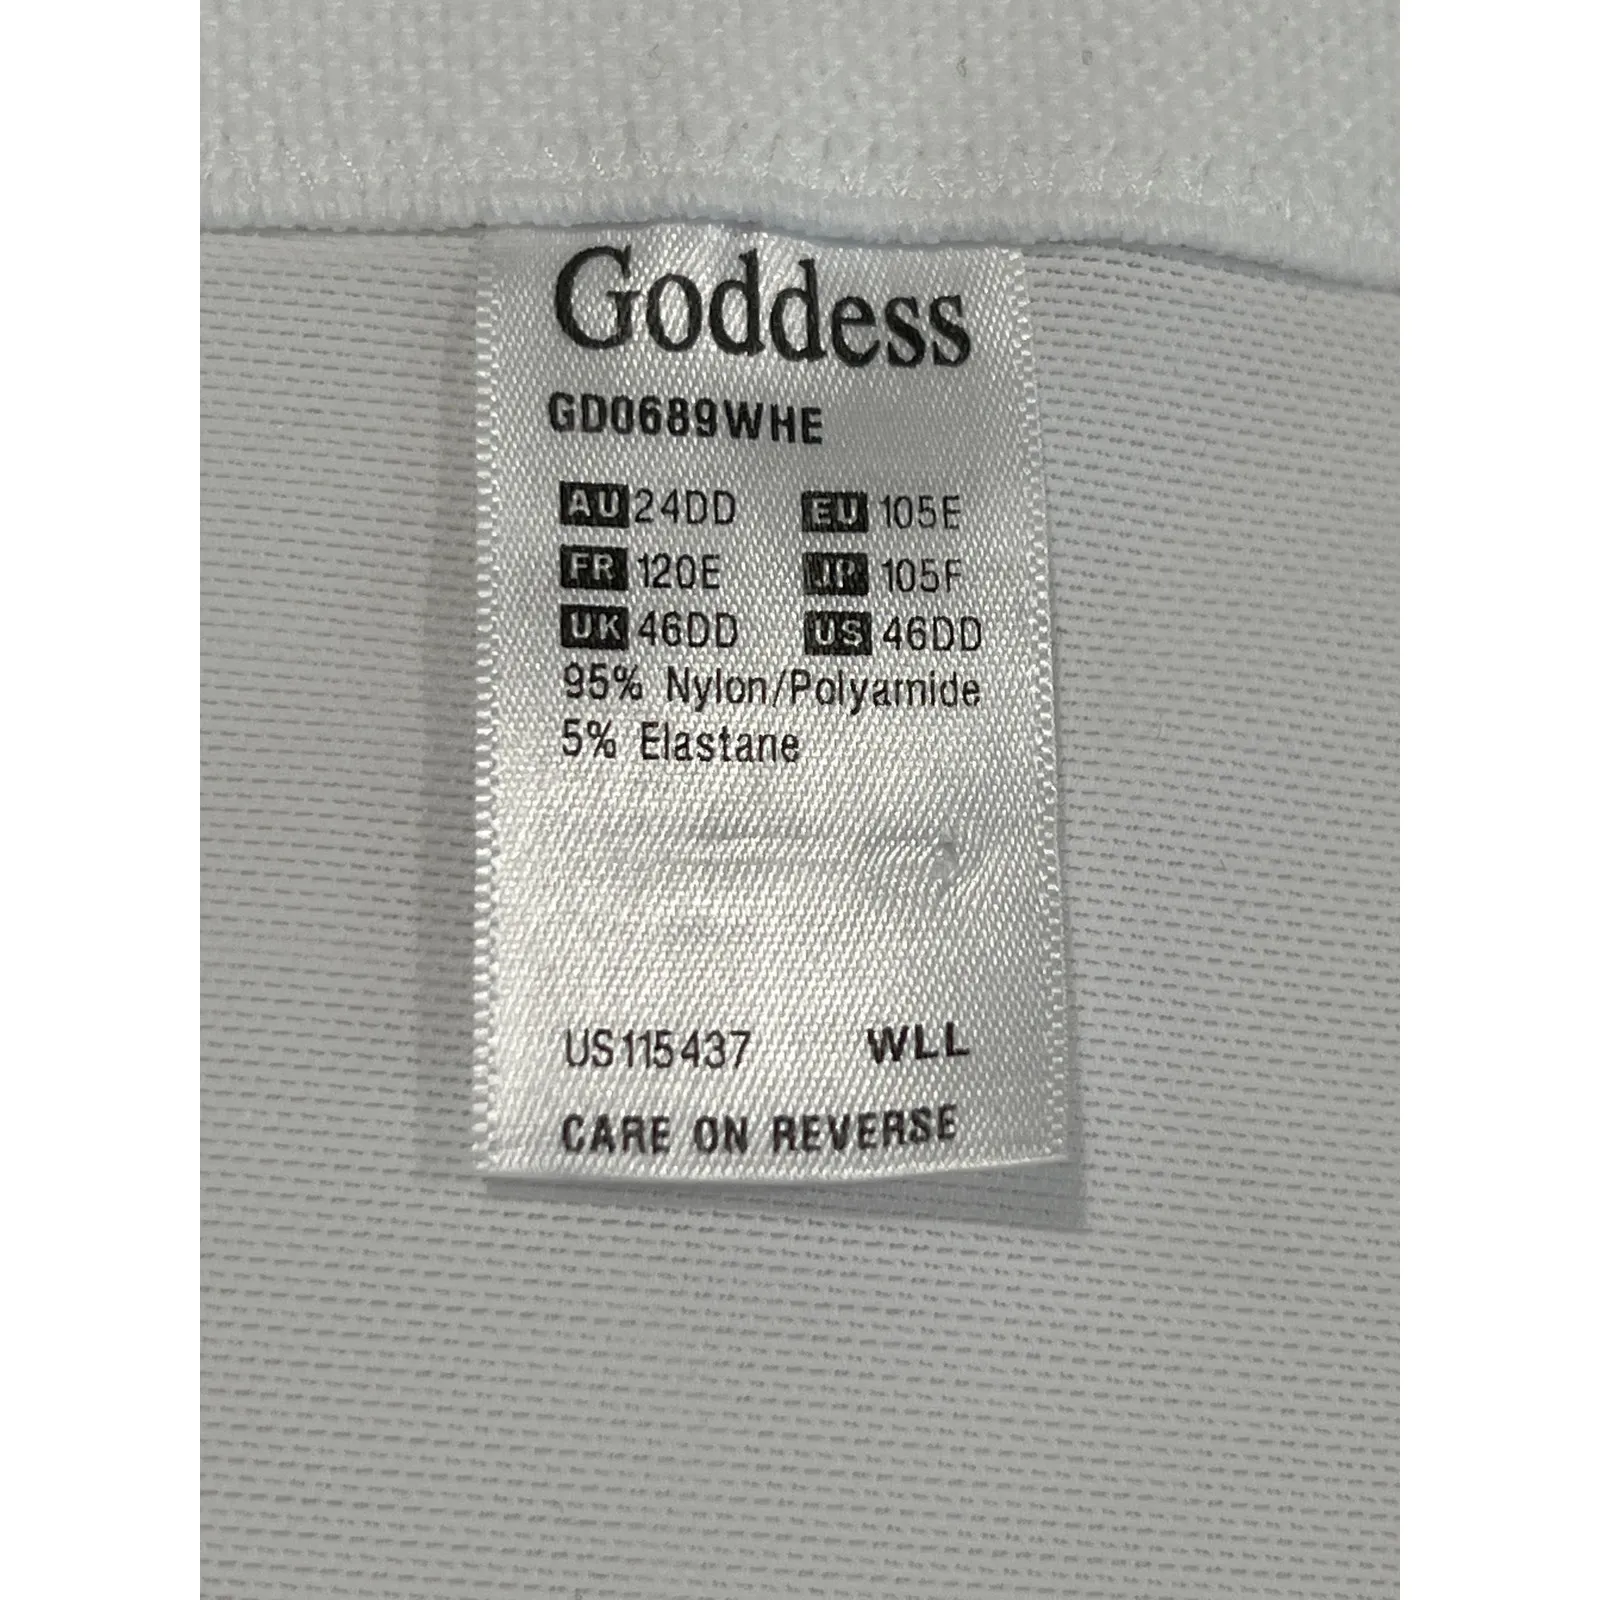 Goddess
GD0689WHE
AU 24DD EU 105E
FR 120E JP 105F
UK 46DD US 46DD
95% Nylon/Polyamide
5% Elastane
US115437 WLL
CARE ON REVERSE